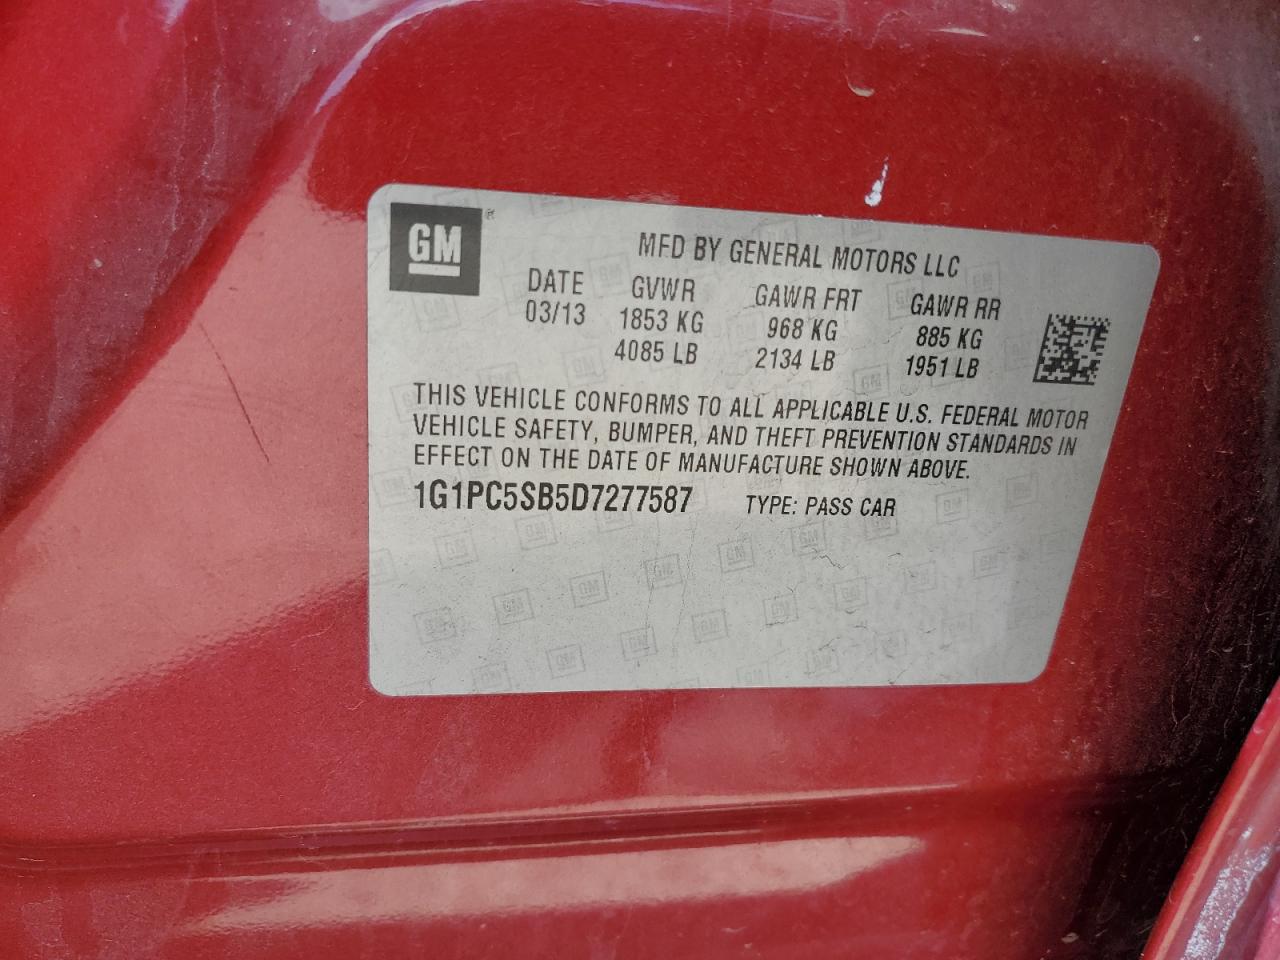 GM®
MFD BY GENERAL MOTORS LLC
DATE GVWR GAWR FRT GAWR RR
03/13 1853 KG 968 KG 885 KG
4085 LB 2134 LB 1951 LB
THIS VEHICLE CONFORMS TO ALL APPLICABLE U.S. FEDERAL MOTOR
VEHICLE SAFETY, BUMPER, AND THEFT PREVENTION STANDARDS IN
EFFECT ON THE DATE OF MANUFACTURE SHOWN ABOVE.
1G1PC5SB5D7277587 TYPE: PASS CAR